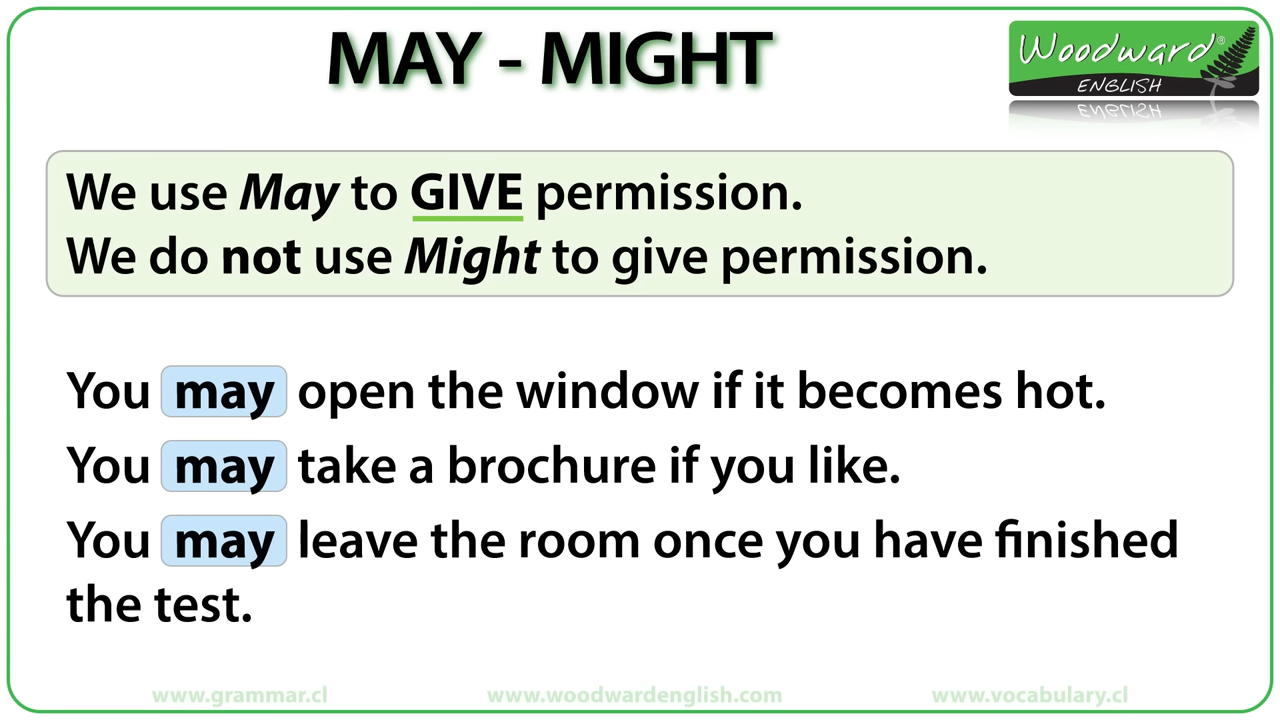 MAY - MIGHT
Woodward®
ENGLISH
We use May to GIVE permission.
We do not use Might to give permission.
You may open the window if it becomes hot.
You may take a brochure if you like.
You may leave the room once you have finished
the test.
www.grammar.cl www.woodwardenglish.com www.vocabulary.cl